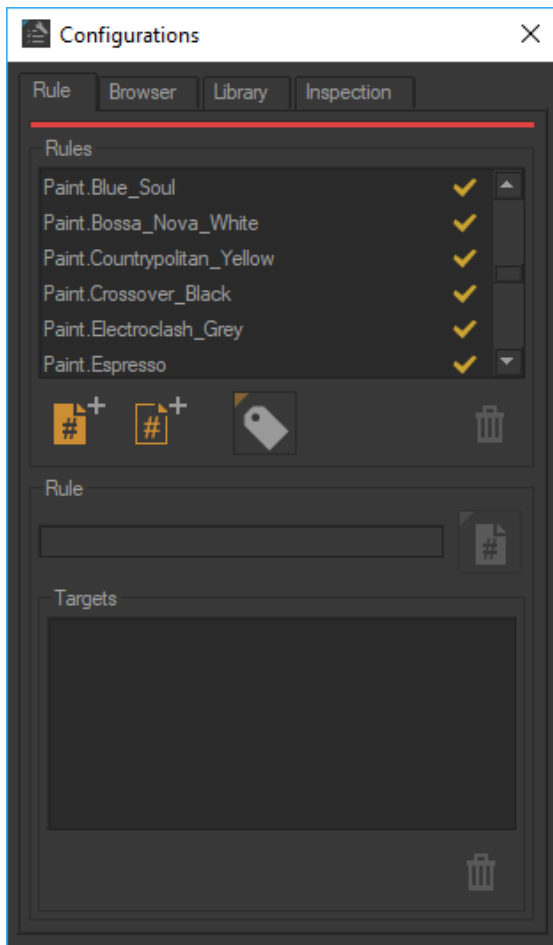 Configurations
Rule Browser Library Inspection
Rules
Paint.Blue_Soul
Paint.Bossa_Nova_White
Paint.Countrypolitan_Yellow
Paint.Crossover_Black
Paint.Electroclash_Grey
Paint.Espresso
# + # +
Rule
#
Targets